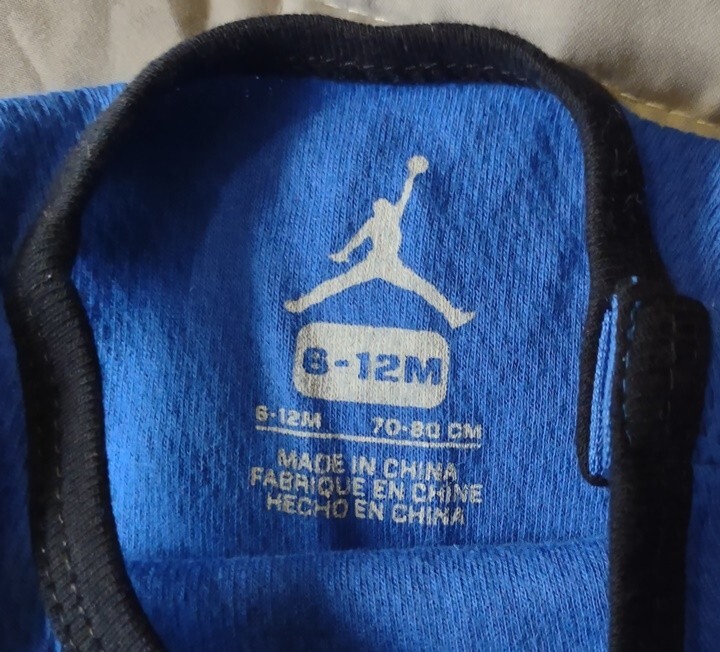 6-12M
6-12M 70-80 CM
MADE IN CHINA
FABRIQUE EN CHINE
HECHO EN CHINA